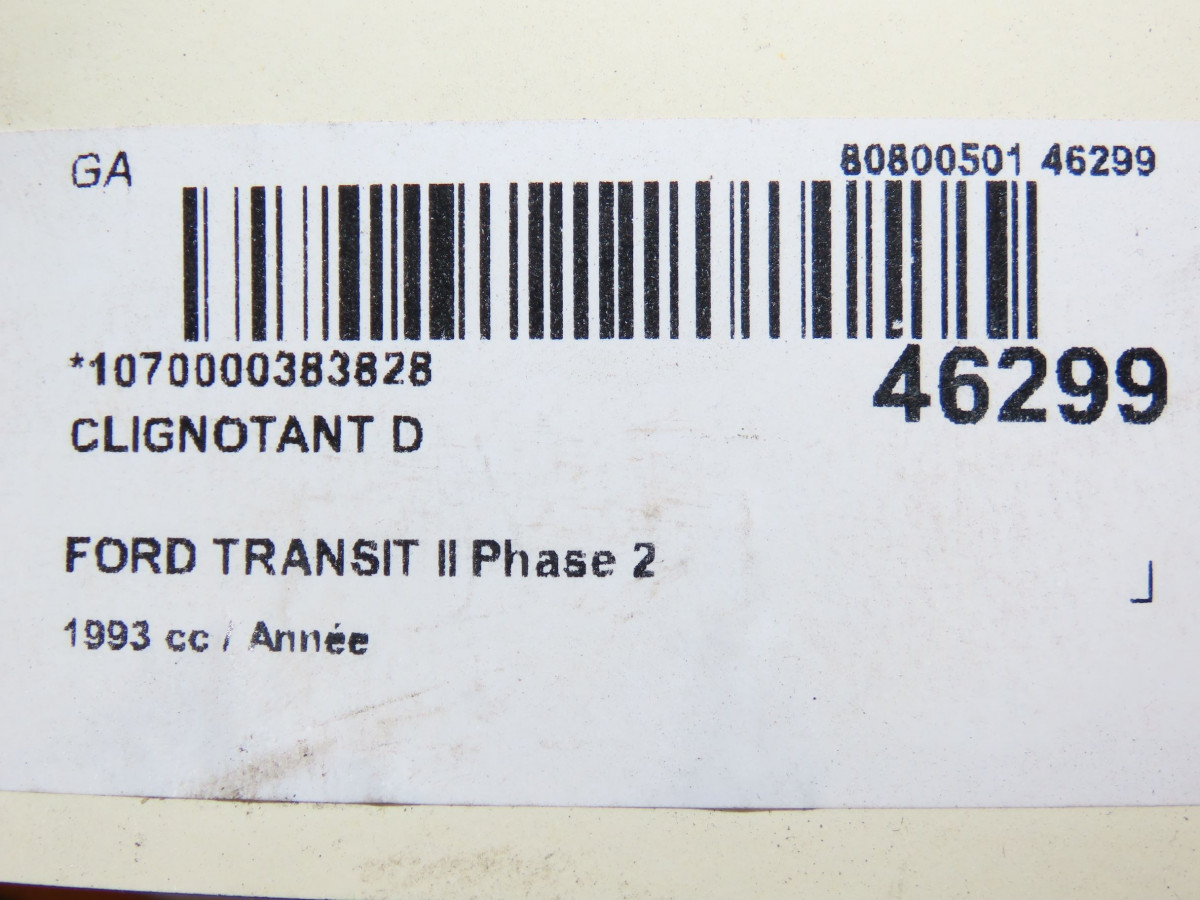 GA
80800501 46299
*1070000383828
46299
CLIGNOTANT D
FORD TRANSIT II Phase 2
1993 cc / Année